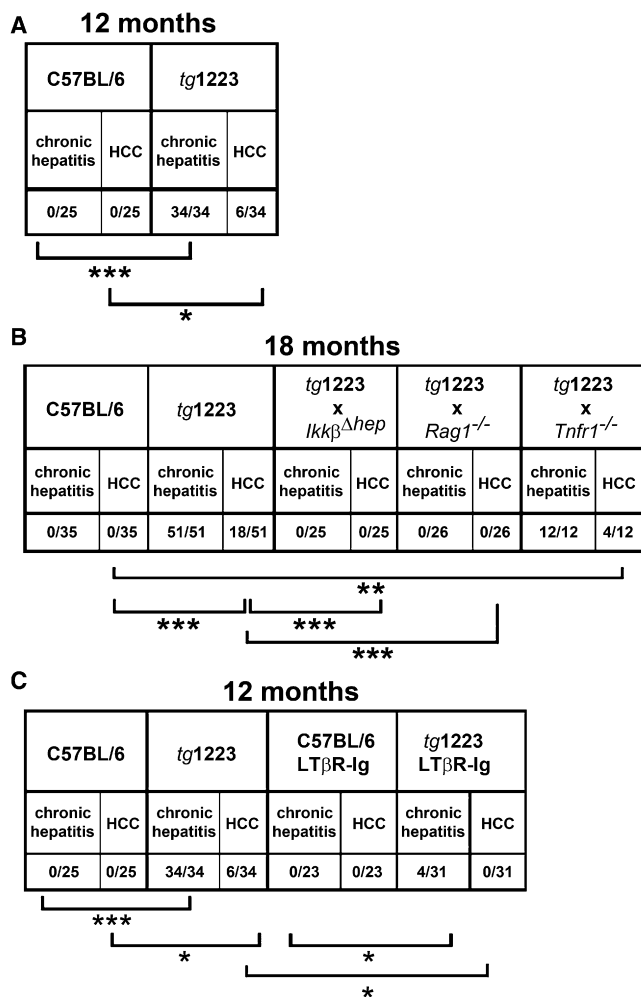 A
12 months
C57BL/6 tg1223
chronic hepatitis HCC chronic hepatitis HCC
0/25 0/25 34/34 6/34
***
*
B
18 months
C57BL/6 tg1223 tg1223 x Ikkβ^Δhep tg1223 x Rag1^-/- tg1223 x Tnfr1^-/-
chronic hepatitis HCC chronic hepatitis HCC chronic hepatitis HCC chronic hepatitis HCC chronic hepatitis HCC
0/35 0/35 51/51 18/51 0/25 0/25 0/26 0/26 12/12 4/12
**
*** ***
***
C
12 months
C57BL/6 tg1223 C57BL/6 LTβR-Ig tg1223 LTβR-Ig
chronic hepatitis HCC chronic hepatitis HCC chronic hepatitis HCC chronic hepatitis HCC
0/25 0/25 34/34 6/34 0/23 0/23 4/31 0/31
***
* *
*